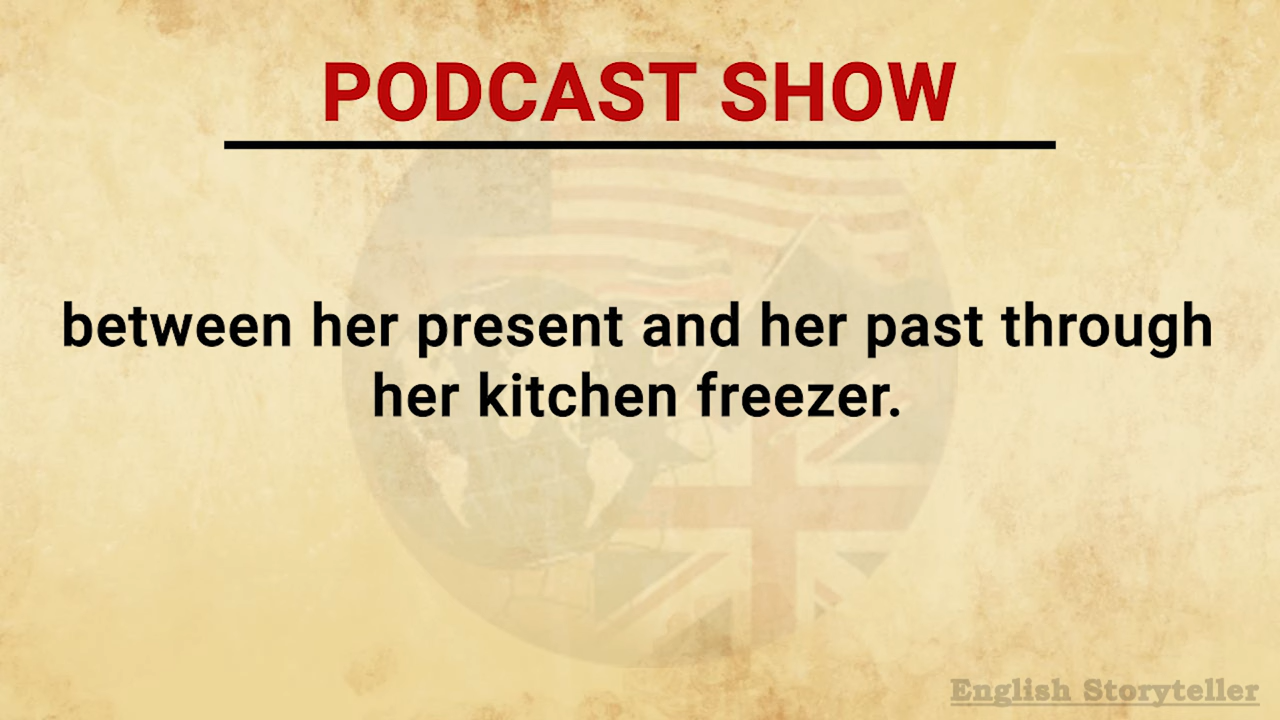 PODCAST SHOW
between her present and her past through
her kitchen freezer.
English Storyteller